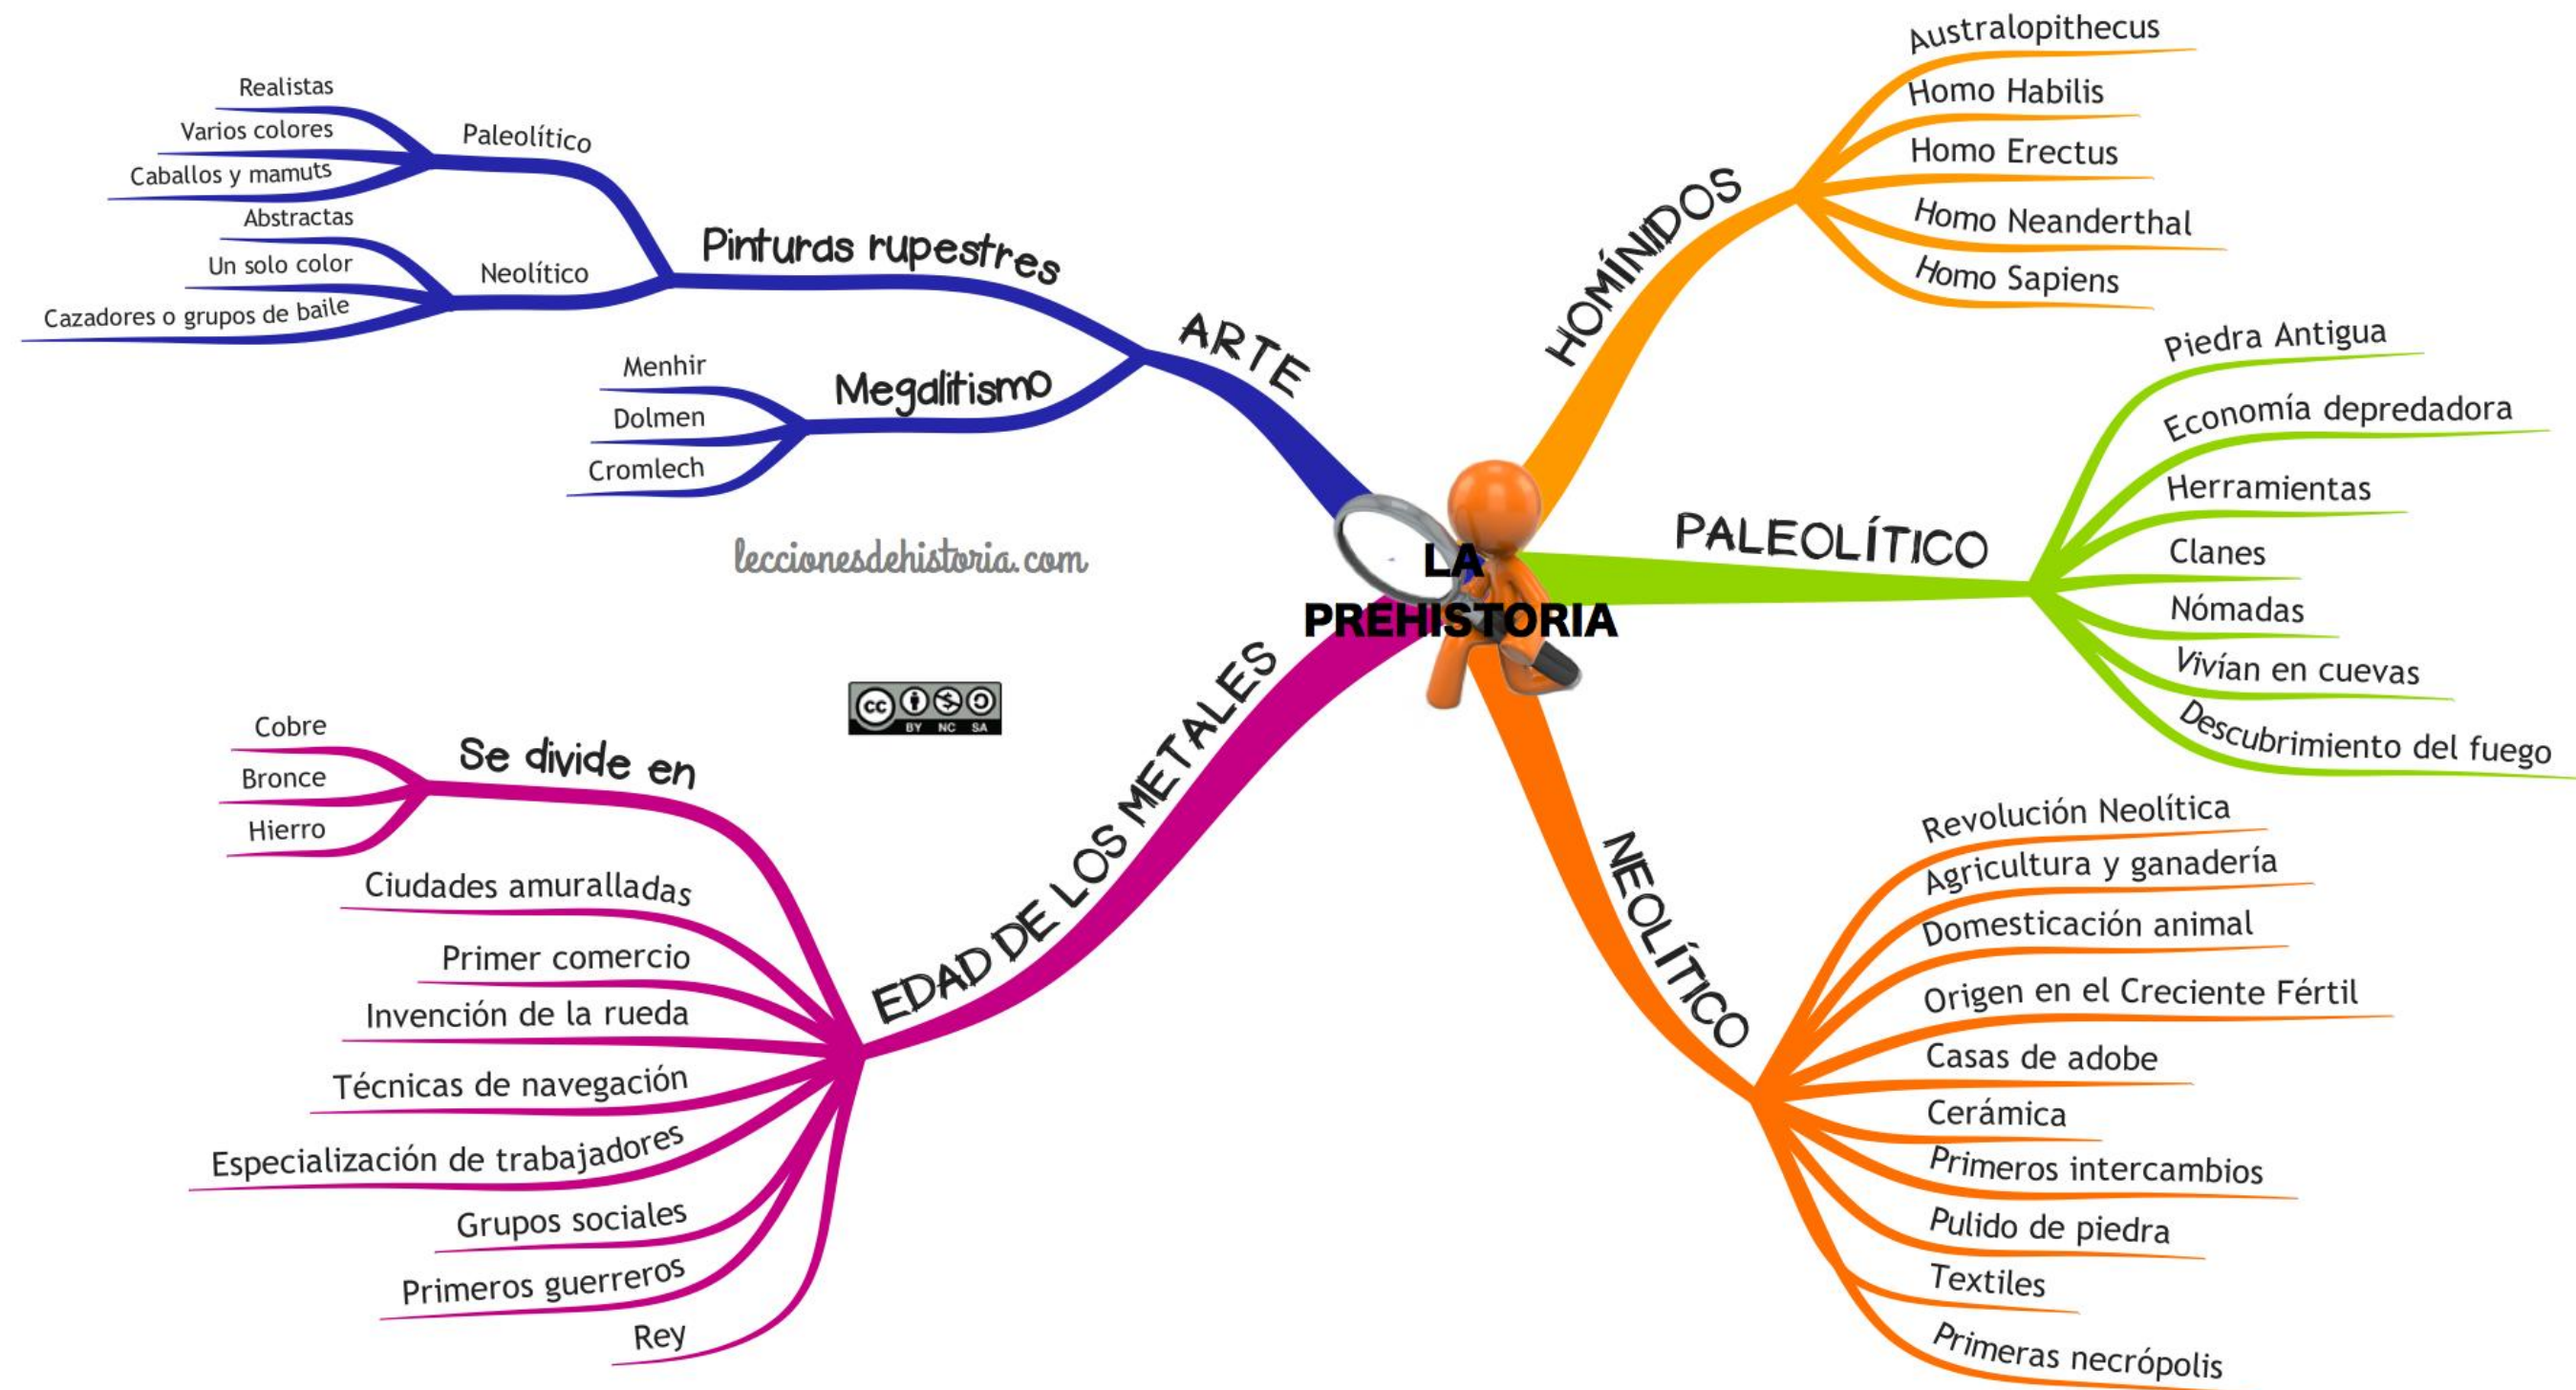 LA
PREHISTORIA
HOMÍNIDOS
Australopithecus
Homo Habilis
Homo Erectus
Homo Neanderthal
Homo Sapiens
PALEOLÍTICO
Piedra Antigua
Economía depredadora
Herramientas
Clanes
Nómadas
Vivían en cuevas
Descubrimiento del fuego
NEOLÍTICO
Revolución Neolítica
Agricultura y ganadería
Domesticación animal
Origen en el Creciente Fértil
Casas de adobe
Cerámica
Primeros intercambios
Pulido de piedra
Textiles
Primeras necrópolis
EDAD DE LOS METALES
Se divide en
Cobre
Bronce
Hierro
Ciudades amuralladas
Primer comercio
Invención de la rueda
Técnicas de navegación
Especialización de trabajadores
Grupos sociales
Primeros guerreros
Rey
ARTE
Pinturas rupestres
Paleolítico
Realistas
Varios colores
Caballos y mamuts
Neolítico
Abstractas
Un solo color
Cazadores o grupos de baile
Megalitismo
Menhir
Dolmen
Cromlech
leccionesdehistoria.com
cc
BY NC SA